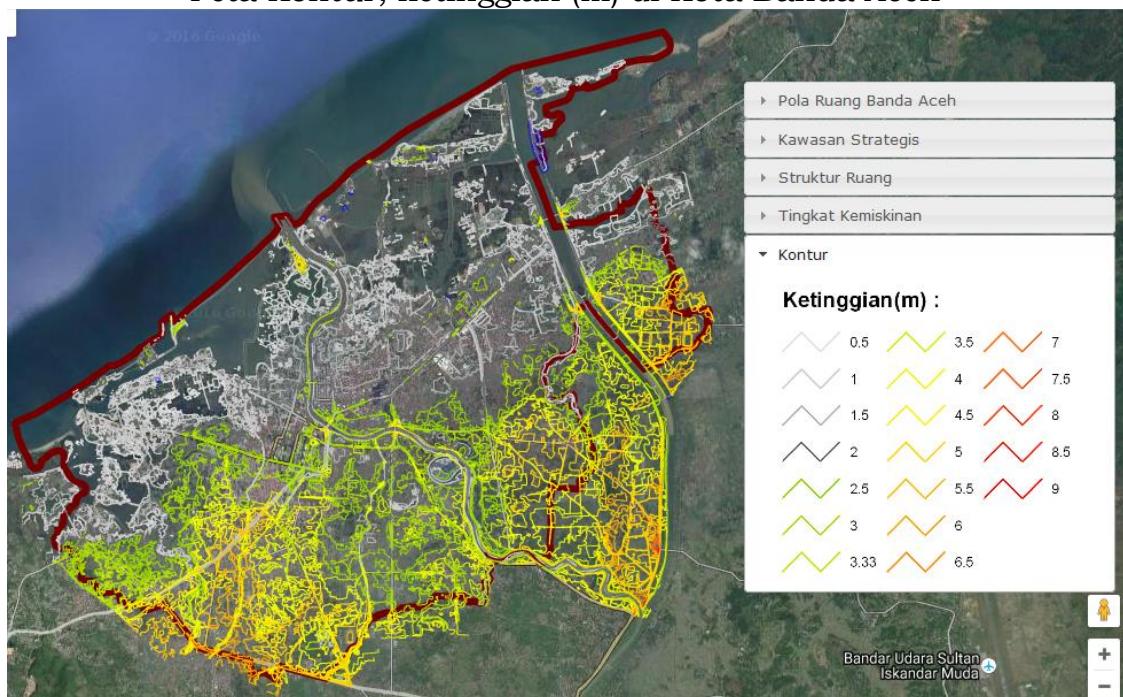 Peta Kontur, ketinggian (m) di Kota Banda Aceh
© 2016 Google
Pola Ruang Banda Aceh
Kawasan Strategis
Struktur Ruang
Tingkat Kemiskinan
Kontur
Ketinggian(m) :
0.5 3.5 7
1 4 7.5
1.5 4.5 8
2 5 8.5
2.5 5.5 9
3 6
3.33 6.5
2016 Goo
Bandar Udara Sultan
Iskandar Muda
+
−